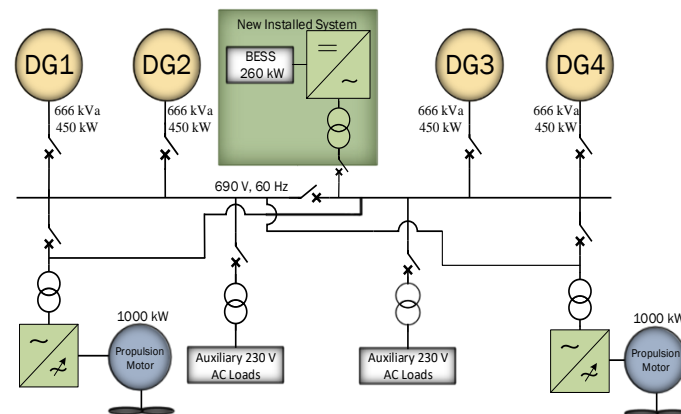 New Installed System
DG1
DG2
BESS
260 kW
DG3
DG4
666 kVa
450 kW
666 kVa
450 kW
666 kVa
450 kW
666 kVa
450 kW
690 V, 60 Hz
1000 kW
Propulsion
Motor
Auxiliary 230 V
AC Loads
Auxiliary 230 V
AC Loads
1000 kW
Propulsion
Motor